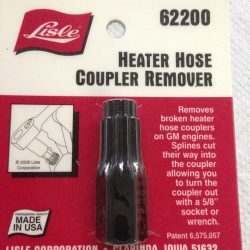 Lisle
62200
HEATER HOSE
COUPLER REMOVER
Removes
broken heater
hose couplers
on GM engines.
Splines cut
their way into
the coupler
allowing you
to turn the
coupler out
with a 5/8"
socket or
wrench.
Patent 6,575,057
© 2009 Lisle
Corporation
MADE IN
USA
LISLE CORPORATION • CLARINDA, IOWA 51632